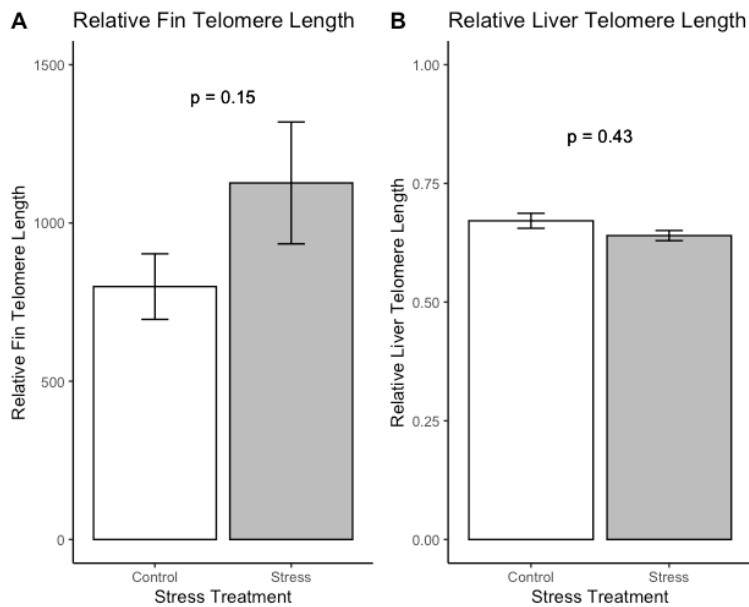 A Relative Fin Telomere Length
1500
p = 0.15
1000
500
0
Relative Fin Telomere Length
Control Stress
Stress Treatment
B Relative Liver Telomere Length
1.00
p = 0.43
0.75
0.50
0.25
0.00
Relative Liver Telomere Length
Control Stress
Stress Treatment